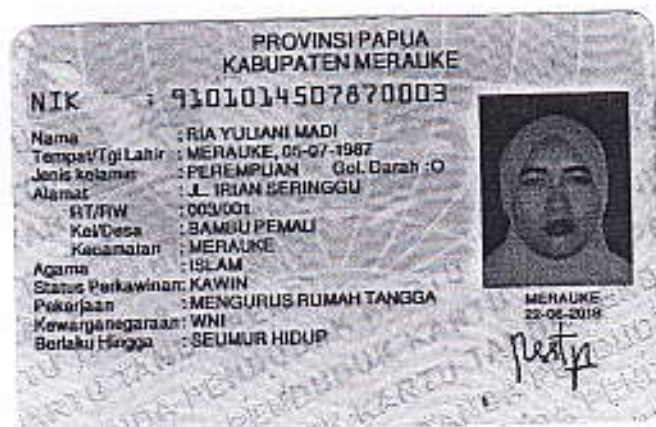 PROVINSI PAPUA
KABUPATEN MERAUKE
NIK : 9101014507870003
Nama : RIA YULIANI MADI
Tempat/Tgl Lahir : MERAUKE, 05-07-1987
Jenis kelamin : PEREMPUAN Gol. Darah : O
Alamat : JL. IRIAN SERINGGU
RT/RW : 003/001
Kel/Desa : BAMBU PEMALI
Kecamatan : MERAUKE
Agama : ISLAM
Status Perkawinan: KAWIN
Pekerjaan : MENGURUS RUMAH TANGGA
Kewarganegaraan: WNI
Berlaku Hingga : SEUMUR HIDUP
MERAUKE
22-06-2018